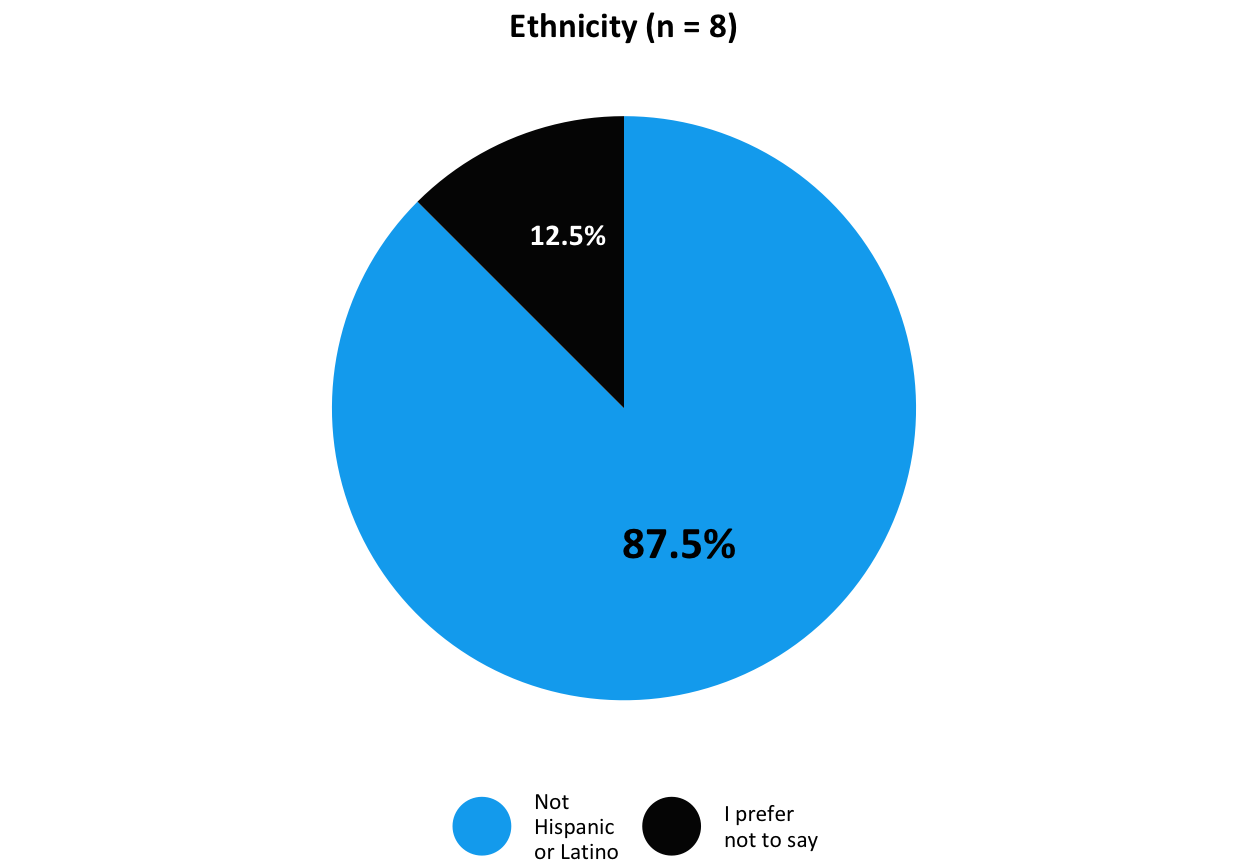 Ethnicity (n = 8)
12.5%
87.5%
Not
Hispanic
or Latino
I prefer
not to say